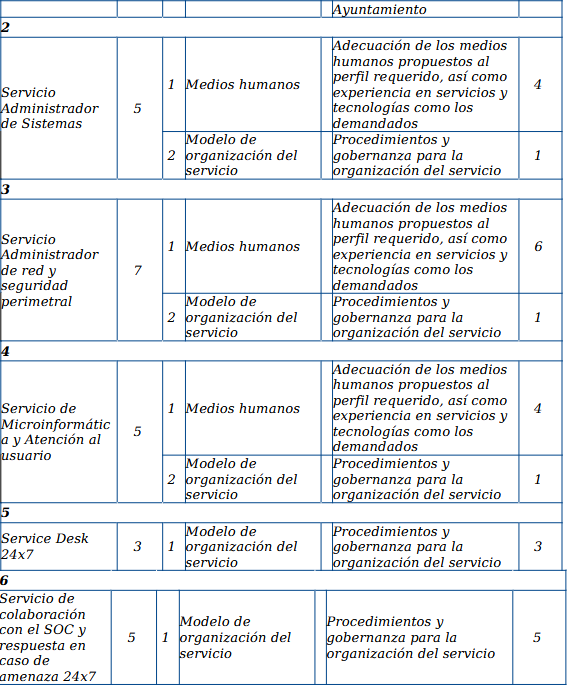 Ayuntamiento
2
Servicio
Administrador
de Sistemas
5
1
Medios humanos
Adecuación de los medios
humanos propuestos al
perfil requerido, así como
experiencia en servicios y
tecnologías como los
demandados
4
2
Modelo de
organización del
servicio
Procedimientos y
gobernanza para la
organización del servicio
1
3
Servicio
Administrador
de red y
seguridad
perimetral
7
1
Medios humanos
Adecuación de los medios
humanos propuestos al
perfil requerido, así como
experiencia en servicios y
tecnologías como los
demandados
6
2
Modelo de
organización del
servicio
Procedimientos y
gobernanza para la
organización del servicio
1
4
Servicio de
Microinformátic
a y Atención al
usuario
5
1
Medios humanos
Adecuación de los medios
humanos propuestos al
perfil requerido, así como
experiencia en servicios y
tecnologías como los
demandados
4
2
Modelo de
organización del
servicio
Procedimientos y
gobernanza para la
organización del servicio
1
5
Service Desk
24x7
3
1
Modelo de
organización del
servicio
Procedimientos y
gobernanza para la
organización del servicio
3
6
Servicio de
colaboración
con el SOC y
respuesta en
caso de
amenaza 24x7
5
1
Modelo de
organización del
servicio
Procedimientos y
gobernanza para la
organización del servicio
5